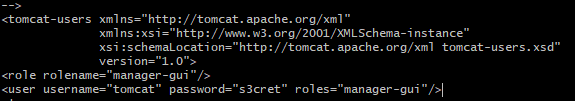 -->
<tomcat-users xmlns="http://tomcat.apache.org/xml"
xmlns:xsi="http://www.w3.org/2001/XMLSchema-instance"
xsi:schemaLocation="http://tomcat.apache.org/xml tomcat-users.xsd"
version="1.0">
<role rolename="manager-gui"/>
<user username="tomcat" password="s3cret" roles="manager-gui"/>